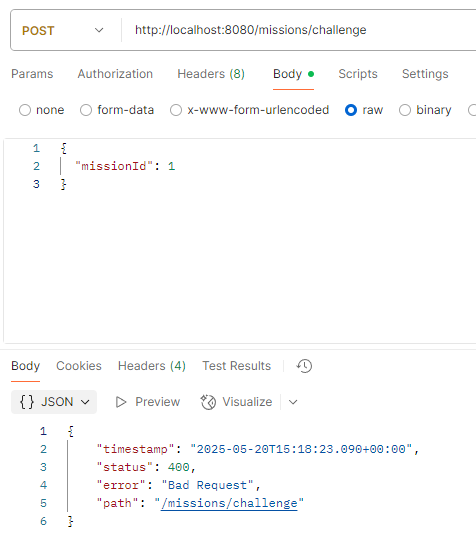 POST http://localhost:8080/missions/challenge
Params Authorization Headers (8) Body Scripts Settings
none form-data x-www-form-urlencoded raw binary
1 {
2 "missionId": 1
3 }
Body Cookies Headers (4) Test Results
{} JSON Preview Visualize
1 {
2 "timestamp": "2025-05-20T15:18:23.090+00:00",
3 "status": 400,
4 "error": "Bad Request",
5 "path": "/missions/challenge"
6 }